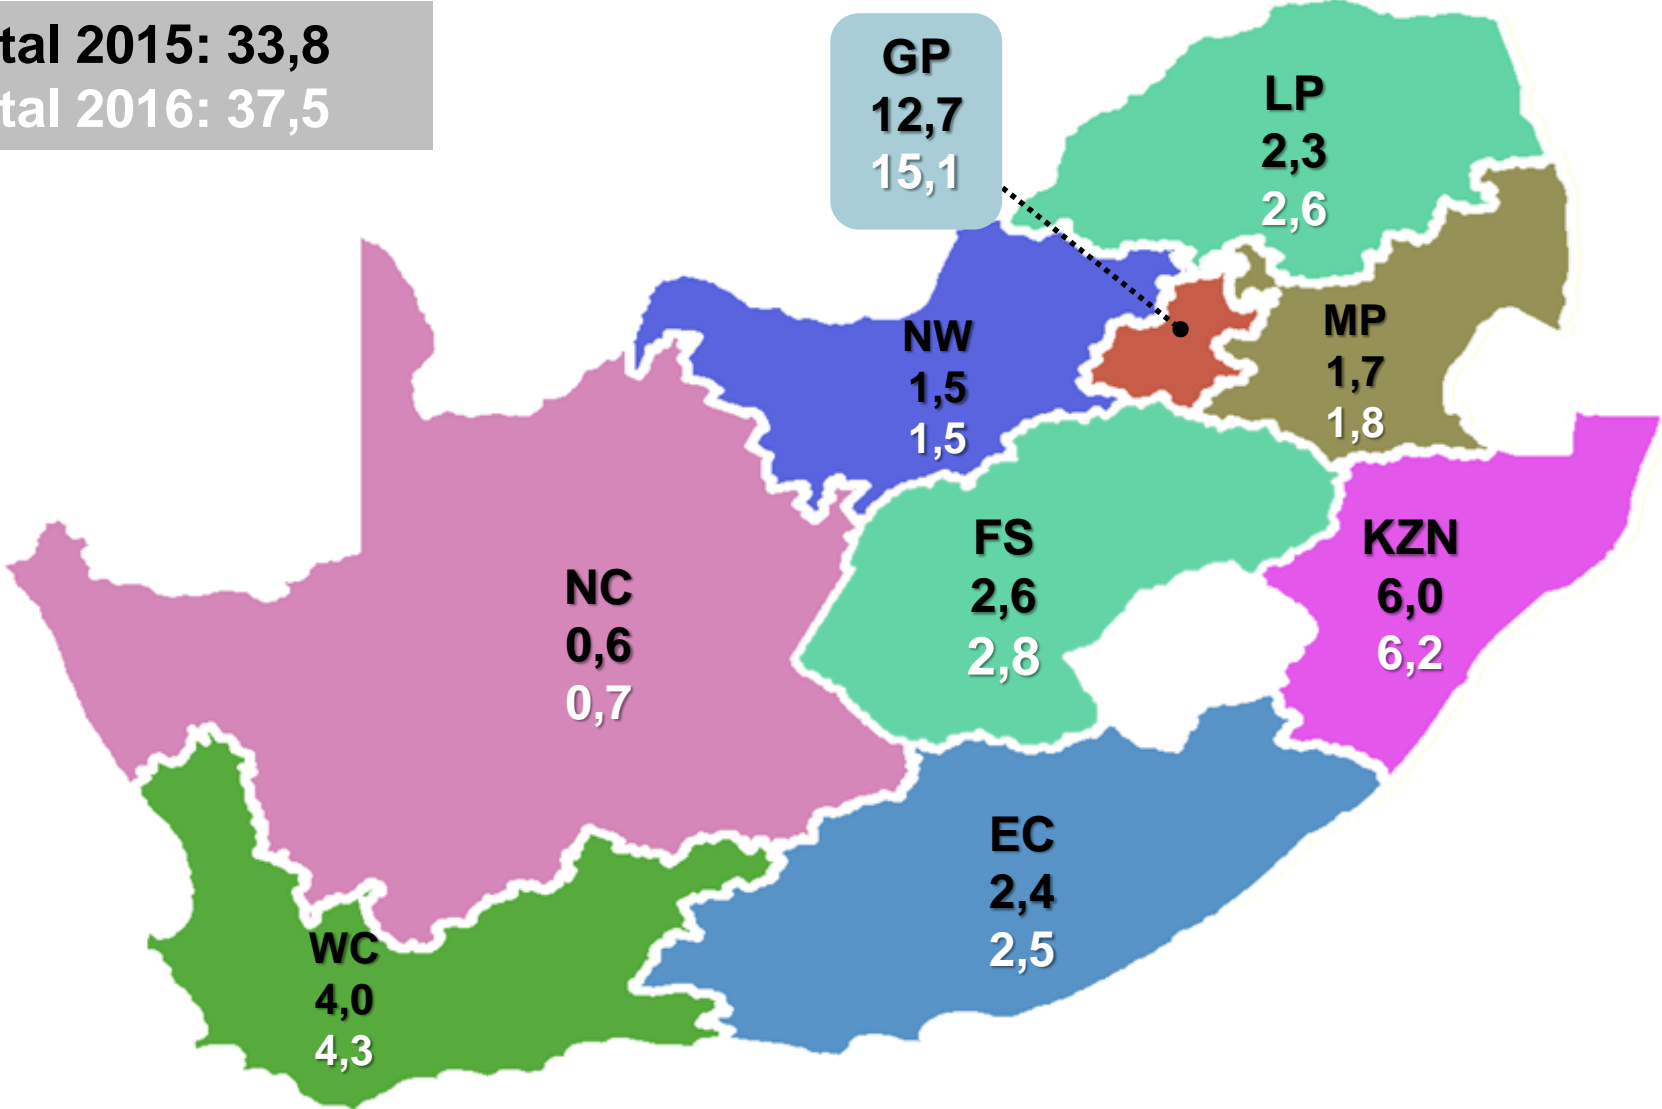 tal 2015: 33,8
tal 2016: 37,5
GP
12,7
15,1
LP
2,3
2,6
NW
1,5
1,5
MP
1,7
1,8
FS
2,6
2,8
KZN
6,0
6,2
NC
0,6
0,7
EC
2,4
2,5
WC
4,0
4,3